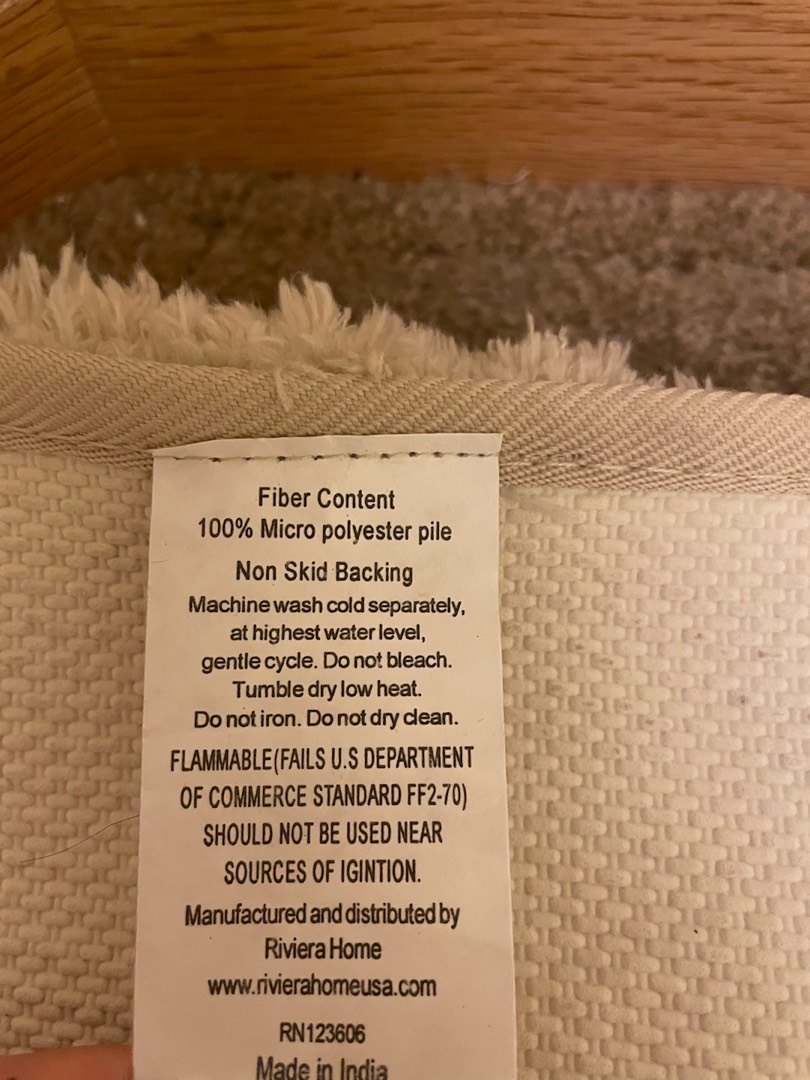 Fiber Content
100% Micro polyester pile
Non Skid Backing
Machine wash cold separately,
at highest water level,
gentle cycle. Do not bleach.
Tumble dry low heat.
Do not iron. Do not dry clean.
FLAMMABLE(FAILS U.S DEPARTMENT
OF COMMERCE STANDARD FF2-70)
SHOULD NOT BE USED NEAR
SOURCES OF IGINTION.
Manufactured and distributed by
Riviera Home
www.rivierahomeusa.com
RN123606
Made in India